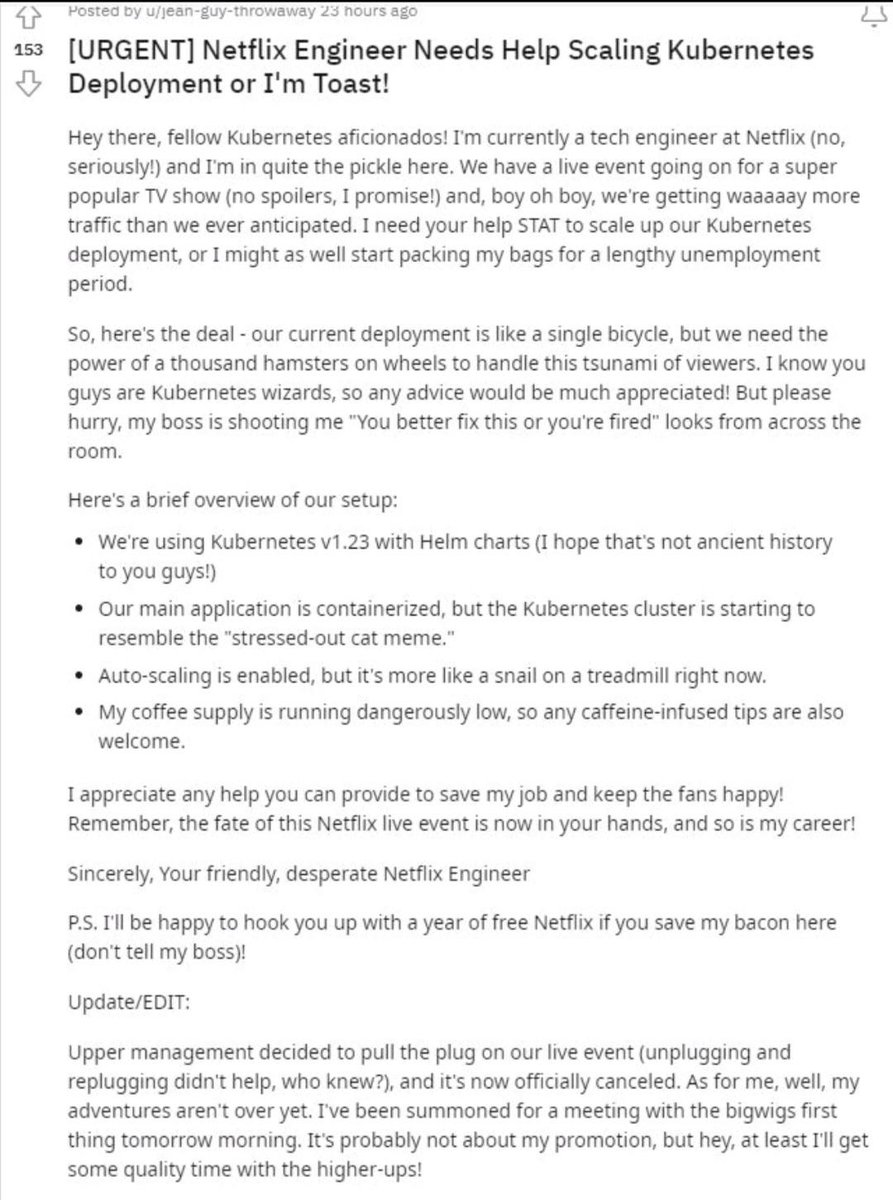 Posted by u/jean-guy-throwaway 23 hours ago
153
[URGENT] Netflix Engineer Needs Help Scaling Kubernetes
Deployment or I'm Toast!
Hey there, fellow Kubernetes aficionados! I'm currently a tech engineer at Netflix (no,
seriously!) and I'm in quite the pickle here. We have a live event going on for a super
popular TV show (no spoilers, I promise!) and, boy oh boy, we're getting waaaaay more
traffic than we ever anticipated. I need your help STAT to scale up our Kubernetes
deployment, or I might as well start packing my bags for a lengthy unemployment
period.
So, here's the deal - our current deployment is like a single bicycle, but we need the
power of a thousand hamsters on wheels to handle this tsunami of viewers. I know you
guys are Kubernetes wizards, so any advice would be much appreciated! But please
hurry, my boss is shooting me "You better fix this or you're fired" looks from across the
room.
Here's a brief overview of our setup:
• We're using Kubernetes v1.23 with Helm charts (I hope that's not ancient history
to you guys!)
• Our main application is containerized, but the Kubernetes cluster is starting to
resemble the "stressed-out cat meme."
• Auto-scaling is enabled, but it's more like a snail on a treadmill right now.
• My coffee supply is running dangerously low, so any caffeine-infused tips are also
welcome.
I appreciate any help you can provide to save my job and keep the fans happy!
Remember, the fate of this Netflix live event is now in your hands, and so is my career!
Sincerely, Your friendly, desperate Netflix Engineer
P.S. I'll be happy to hook you up with a year of free Netflix if you save my bacon here
(don't tell my boss)!
Update/EDIT:
Upper management decided to pull the plug on our live event (unplugging and
replugging didn't help, who knew?), and it's now officially canceled. As for me, well, my
adventures aren't over yet. I've been summoned for a meeting with the bigwigs first
thing tomorrow morning. It's probably not about my promotion, but hey, at least I'll get
some quality time with the higher-ups!